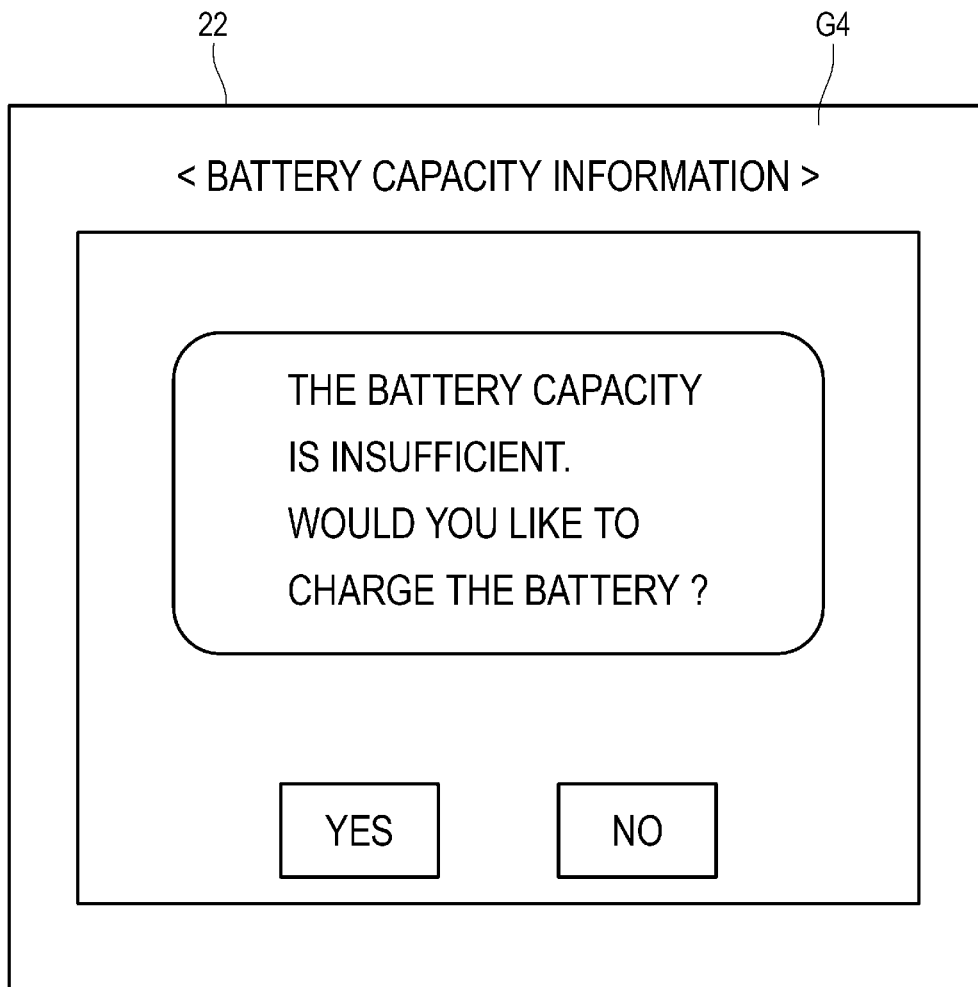 22
G4
< BATTERY CAPACITY INFORMATION >
THE BATTERY CAPACITY
IS INSUFFICIENT.
WOULD YOU LIKE TO
CHARGE THE BATTERY ?
YES
NO